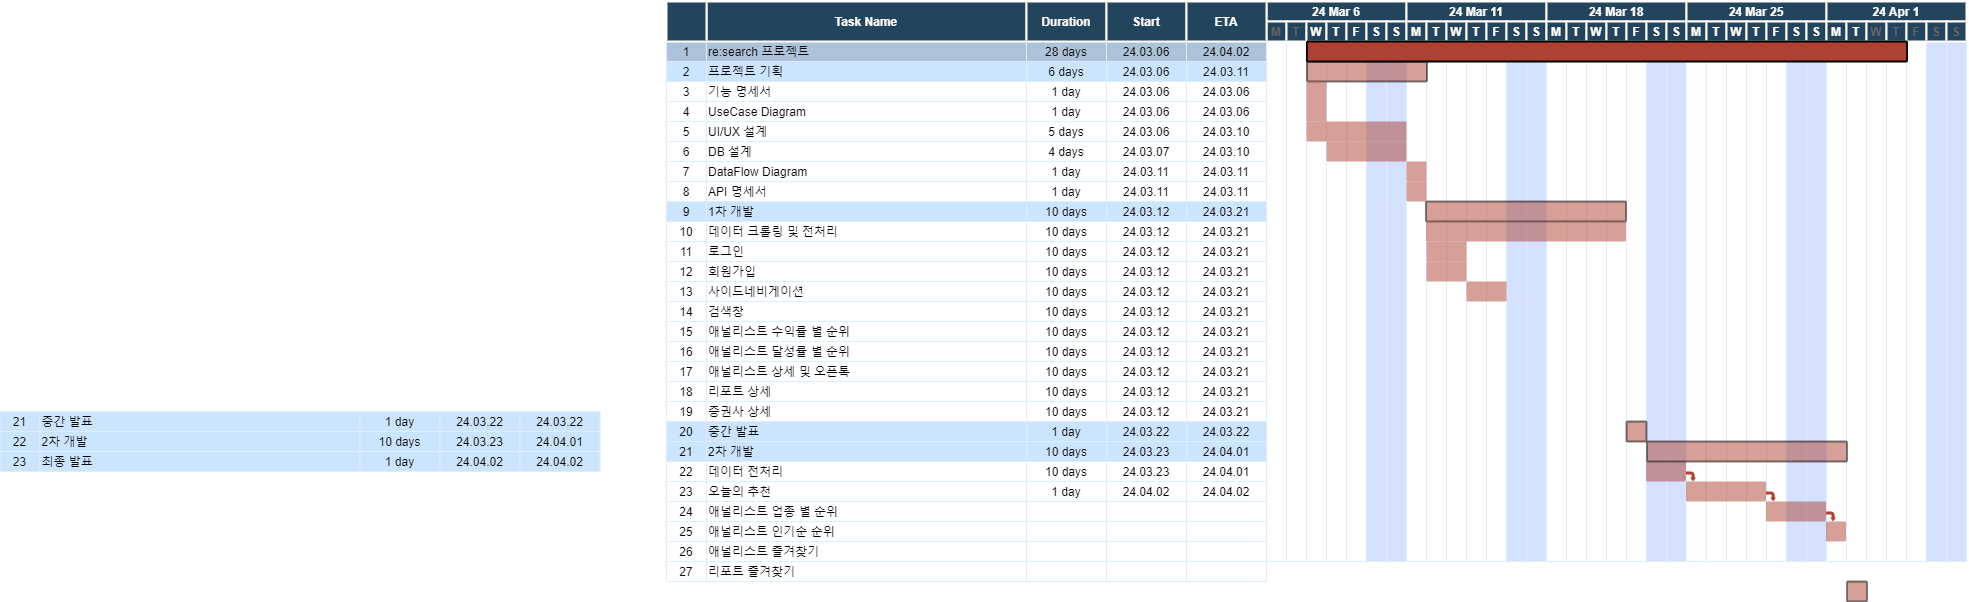 Task Name Duration Start ETA 24 Mar 6 24 Mar 11 24 Mar 18 24 Mar 25 24 Apr 1
M T W T F S S M T W T F S S M T W T F S S M T W T F S S M T W T F S S
1 re:search 프로젝트 28 days 24.03.06 24.04.02
2 프로젝트 기획 6 days 24.03.06 24.03.11
3 기능 명세서 1 day 24.03.06 24.03.06
4 UseCase Diagram 1 day 24.03.06 24.03.06
5 UI/UX 설계 5 days 24.03.06 24.03.10
6 DB 설계 4 days 24.03.07 24.03.10
7 DataFlow Diagram 1 day 24.03.11 24.03.11
8 API 명세서 1 day 24.03.11 24.03.11
9 1차 개발 10 days 24.03.12 24.03.21
10 데이터 크롤링 및 전처리 10 days 24.03.12 24.03.21
11 로그인 10 days 24.03.12 24.03.21
12 회원가입 10 days 24.03.12 24.03.21
13 사이드네비게이션 10 days 24.03.12 24.03.21
14 검색창 10 days 24.03.12 24.03.21
15 애널리스트 수익률 별 순위 10 days 24.03.12 24.03.21
16 애널리스트 달성률 별 순위 10 days 24.03.12 24.03.21
17 애널리스트 상세 및 오픈톡 10 days 24.03.12 24.03.21
18 리포트 상세 10 days 24.03.12 24.03.21
19 증권사 상세 10 days 24.03.12 24.03.21
20 중간 발표 1 day 24.03.22 24.03.22
21 2차 개발 10 days 24.03.23 24.04.01
22 데이터 전처리 10 days 24.03.23 24.04.01
23 오늘의 추천 1 day 24.04.02 24.04.02
24 애널리스트 업종 별 순위
25 애널리스트 인기순 순위
26 애널리스트 즐겨찾기
27 리포트 즐겨찾기
21 중간 발표 1 day 24.03.22 24.03.22
22 2차 개발 10 days 24.03.23 24.04.01
23 최종 발표 1 day 24.04.02 24.04.02